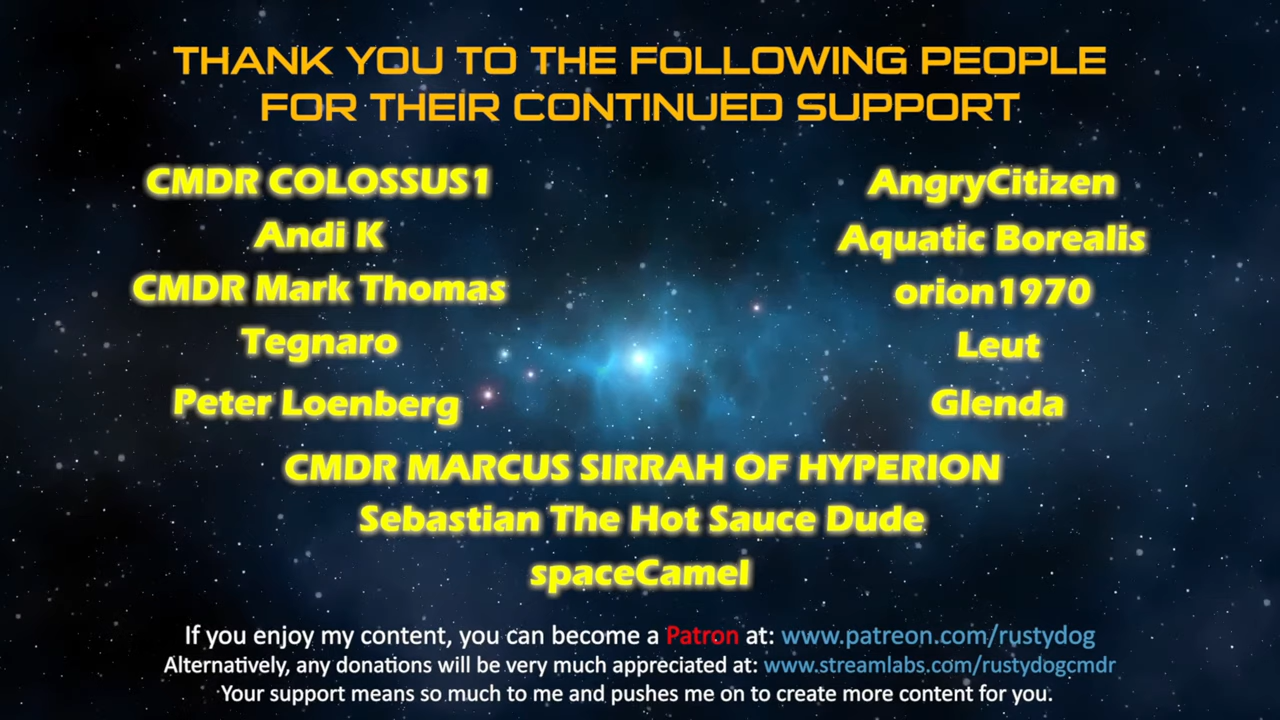 THANK YOU TO THE FOLLOWING PEOPLE
FOR THEIR CONTINUED SUPPORT
CMDR COLOSSUS1
Andi K
CMDR Mark Thomas
Tegnaro
Peter Loenberg
AngryCitizen
Aquatic Borealis
orion1970
Leut
Glenda
CMDR MARCUS SIRRAH OF HYPERION
Sebastian The Hot Sauce Dude
spaceCamel
If you enjoy my content, you can become a Patron at: www.patreon.com/rustydog
Alternatively, any donations will be very much appreciated at: www.streamlabs.com/rustydogcmdr
Your support means so much to me and pushes me on to create more content for you.